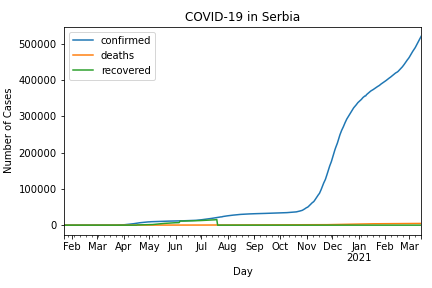 COVID-19 in Serbia
confirmed
deaths
recovered
Number of Cases
500000
400000
300000
200000
100000
0
Feb Mar Apr May Jun Jul Aug Sep Oct Nov Dec Jan Feb Mar
2021
Day